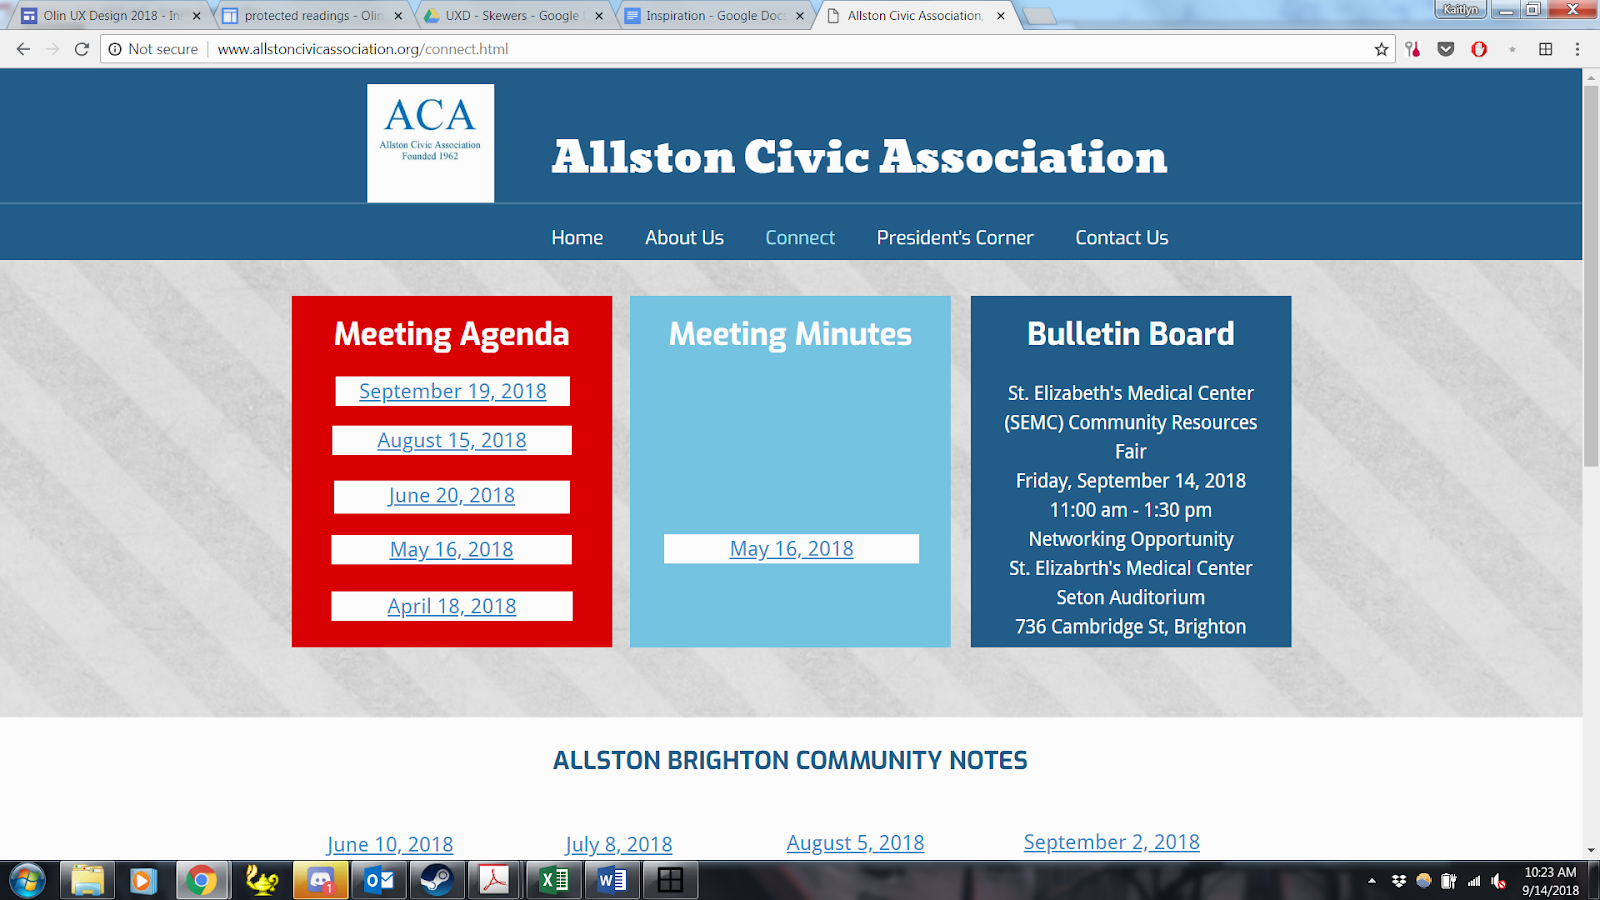 Olin UX Design 2018 - In
protected readings - Olin
UXD - Skewers - Google
Inspiration - Google Docs
Allston Civic Association,
Kaitlyn
Not secure
www.allstoncivicassociation.org/connect.html
ACA
Allston Civic Association
Founded 1962
Allston Civic Association
Home About Us Connect President's Corner Contact Us
Meeting Agenda
September 19, 2018
August 15, 2018
June 20, 2018
May 16, 2018
April 18, 2018
Meeting Minutes
May 16, 2018
Bulletin Board
St. Elizabeth's Medical Center
(SEMC) Community Resources
Fair
Friday, September 14, 2018
11:00 am - 1:30 pm
Networking Opportunity
St. Elizabrth's Medical Center
Seton Auditorium
736 Cambridge St, Brighton
ALLSTON BRIGHTON COMMUNITY NOTES
June 10, 2018 July 8, 2018 August 5, 2018 September 2, 2018
1
10:23 AM
9/14/2018